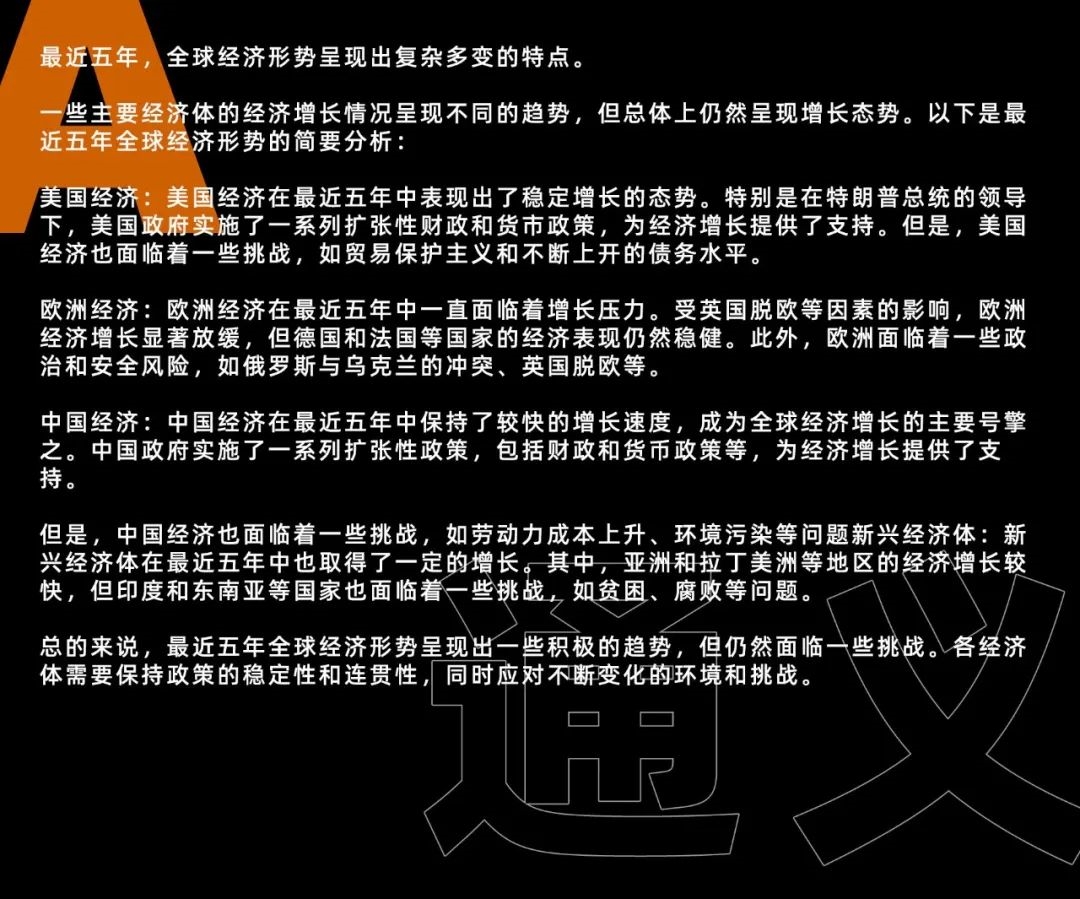 A
最近五年，全球经济形势呈现出复杂多变的特点。
一些主要经济体的经济增长情况呈现不同的趋势，但总体上仍然呈现增长态势。以下是最
近五年全球经济形势的简要分析：
美国经济：美国经济在最近五年中表现出了稳定增长的态势。特别是在特朗普总统的领导
下，美国政府实施了一系列扩张性财政和货市政策，为经济增长提供了支持。但是，美国
经济也面临着一些挑战，如贸易保护主义和不断上开的债务水平。
欧洲经济：欧洲经济在最近五年中一直面临着增长压力。受英国脱欧等因素的影响，欧洲
经济增长显著放缓，但德国和法国等国家的经济表现仍然稳健。此外，欧洲面临着一些政
治和安全风险，如俄罗斯与乌克兰的冲突、英国脱欧等。
中国经济：中国经济在最近五年中保持了较快的增长速度，成为全球经济增长的主要号擎
之。中国政府实施了一系列扩张性政策，包括财政和货币政策等，为经济增长提供了支
持。
但是，中国经济也面临着一些挑战，如劳动力成本上升、环境污染等问题新兴经济体：新
兴经济体在最近五年中也取得了一定的增长。其中，亚洲和拉丁美洲等地区的经济增长较
快，但印度和东南亚等国家也面临着一些挑战，如贫困、腐败等问题。
总的来说，最近五年全球经济形势呈现出一些积极的趋势，但仍然面临一些挑战。各经济
体需要保持政策的稳定性和连贯性，同时应对不断变化的环境和挑战。
通义